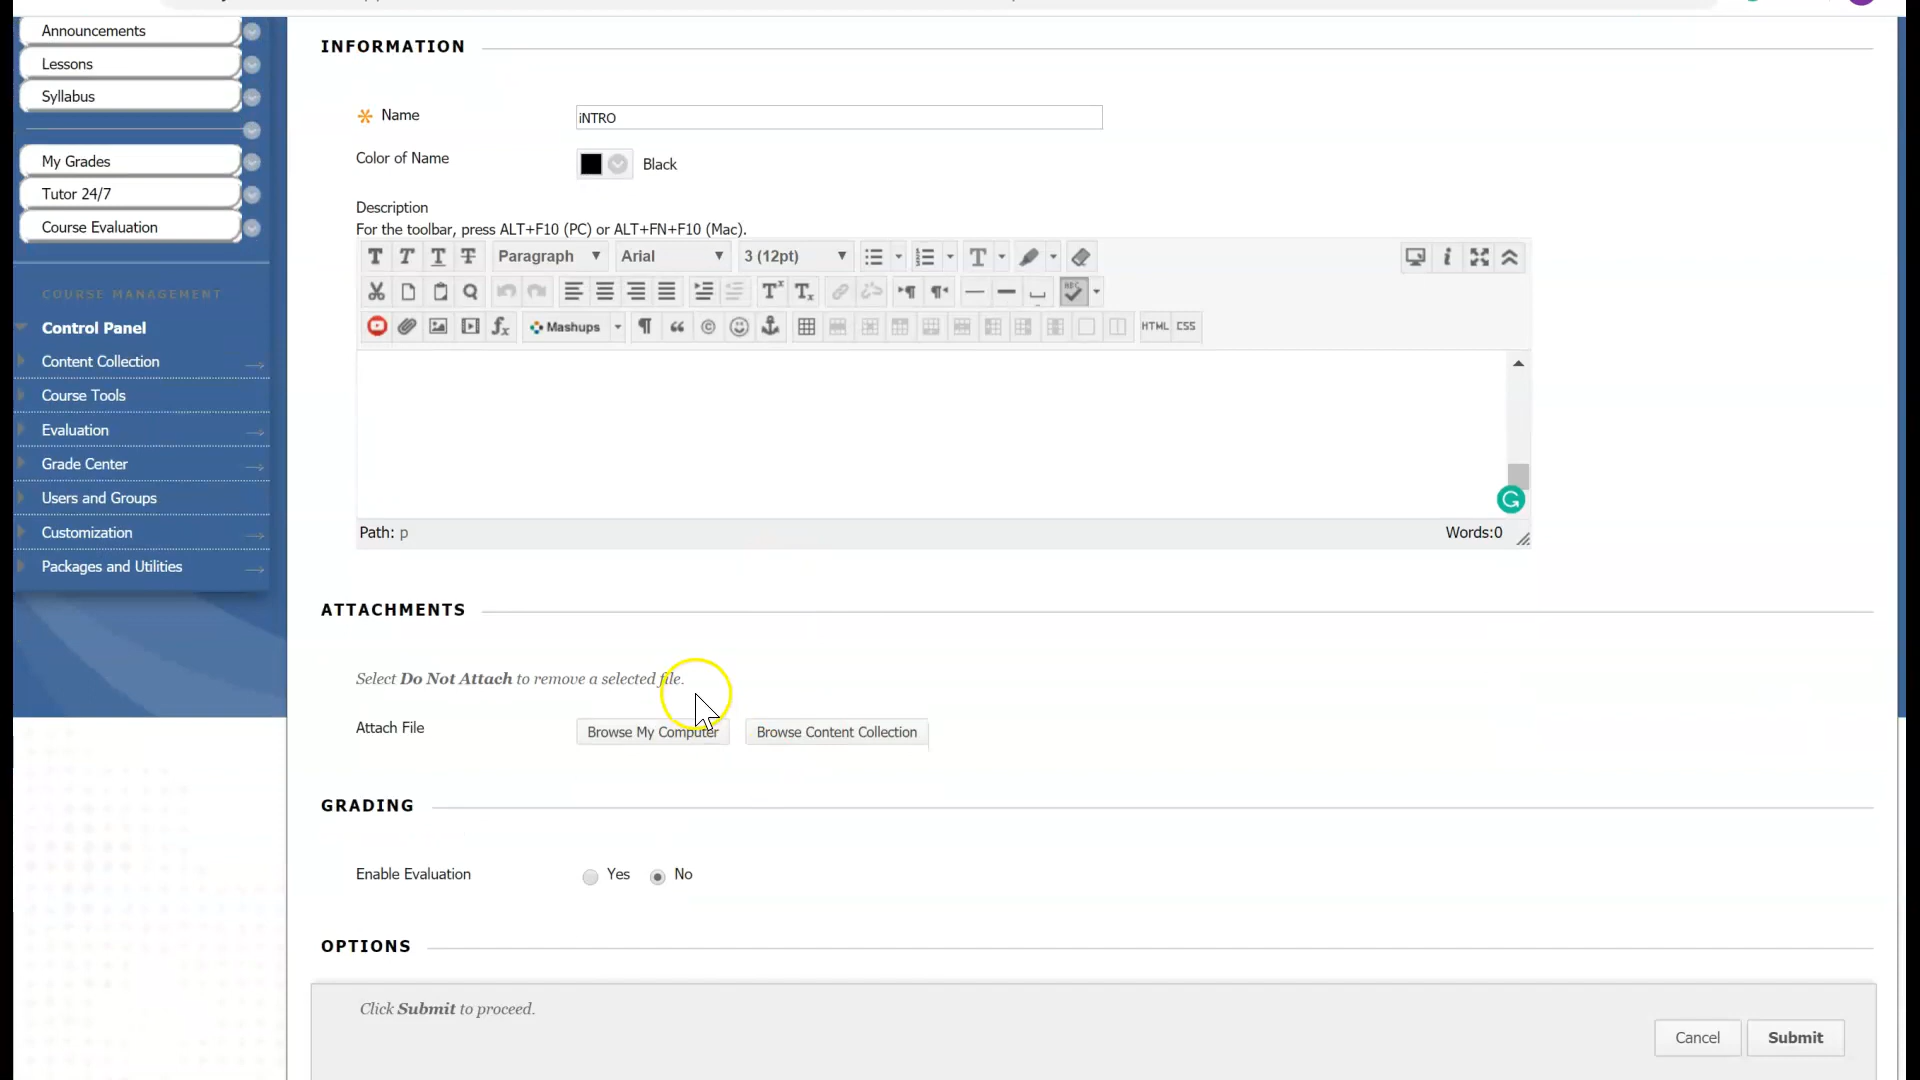 Announcements
Lessons
Syllabus
My Grades
Tutor 24/7
Course Evaluation
COURSE MANAGEMENT
Control Panel
Content Collection
Course Tools
Evaluation
Grade Center
Users and Groups
Customization
Packages and Utilities
INFORMATION
Name
iNTRO
Color of Name
Black
Description
For the toolbar, press ALT+F10 (PC) or ALT+FN+F10 (Mac).
T T T T Paragraph Arial 3 (12pt) T
ABC
Mashups HTML CSS
Path: p
Words:0
ATTACHMENTS
Select Do Not Attach to remove a selected file.
Attach File
Browse My Computer
Browse Content Collection
GRADING
Enable Evaluation
Yes
No
OPTIONS
Click Submit to proceed.
Cancel
Submit